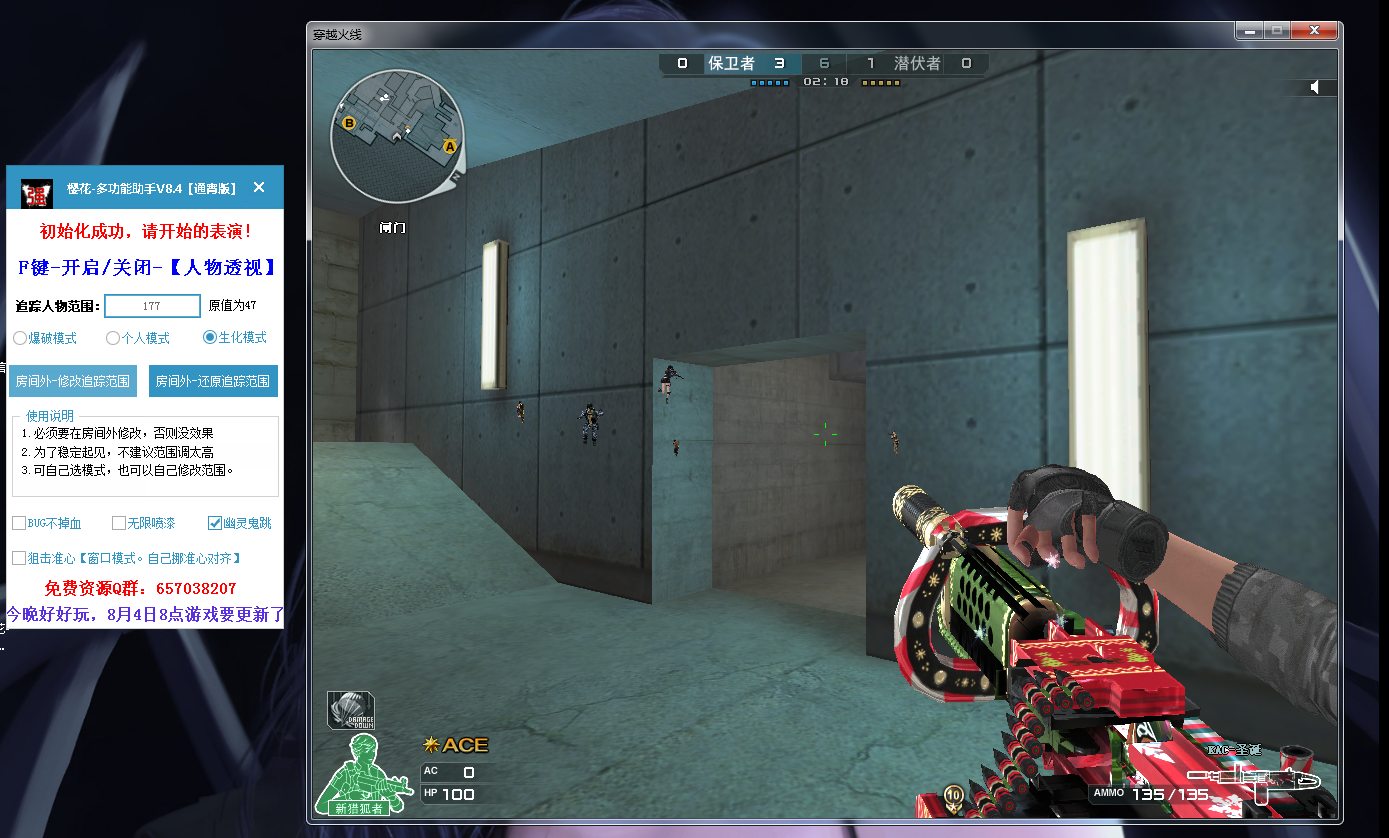 穿越火线
0 保卫者 3 6 1 潜伏者 0
02:18
B
A
N
闸门
强
樱花-多功能助手V8.4【通宵版】
初始化成功，请开始的表演!
F键-开启/关闭-【人物透视】
追踪人物范围: 177 原值为47
爆破模式 个人模式 生化模式
房间外-修改追踪范围 房间外-还原追踪范围
使用说明
1.必须要在房间外修改，否则没效果
2.为了稳定起见，不建议范围调太高
3.可自己选模式，也可以自己修改范围。
BUG不掉血 无限喷漆 幽灵鬼跳
狙击准心【窗口模式。自己挪准心对齐】
免费资源Q群: 657038207
今晚好好玩，8月4日8点游戏要更新了
DAMAGE DOWN
ACE
AC 0
HP 100
新猎狐者
10
KAC-圣诞
AMMO 135/135